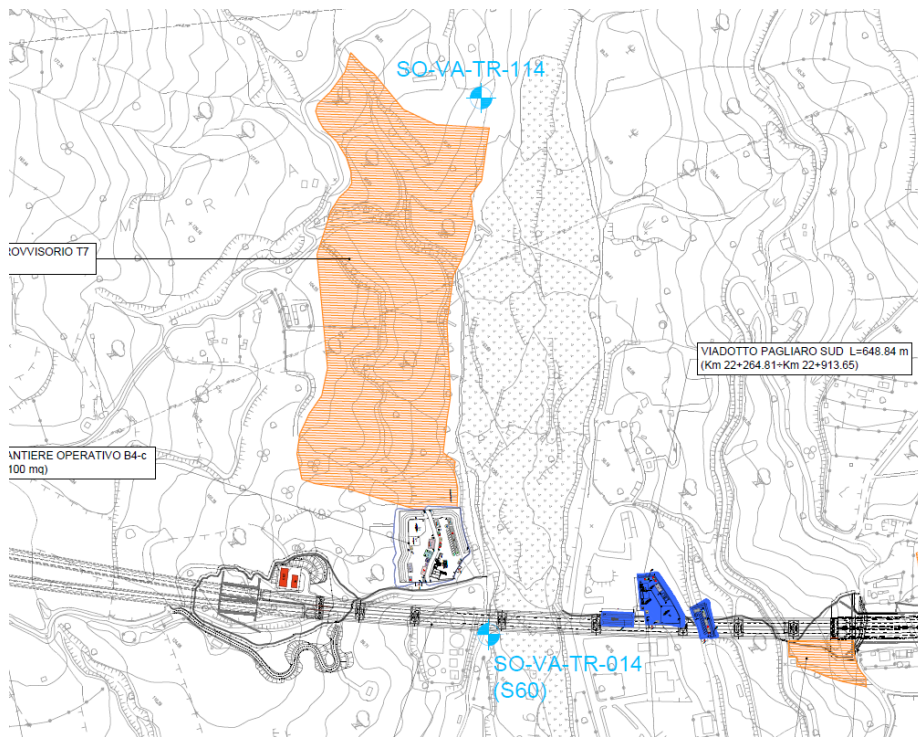 SO-VA-TR-114
ROVVISORIO T7
M A R I A
VIADOTTO PAGLIARO SUD L=648.84 m
(Km 22+264.81÷Km 22+913.65)
ANTIERE OPERATIVO B4-c
100 mq)
SO-VA-TR-014
(S60)